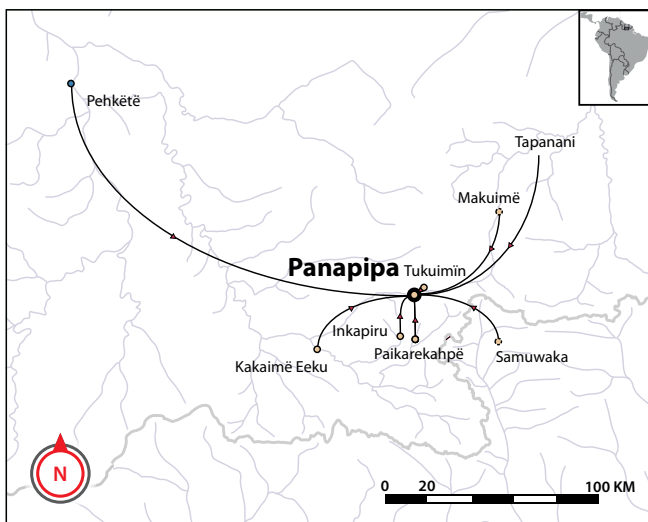 Pehkëtë
Tapanani
Makuimë
Panapipa
Tukuimïn
Inkapiru
Paikarekahpë
Kakaimë Eeku
Samuwaka
N
0 20 100 KM